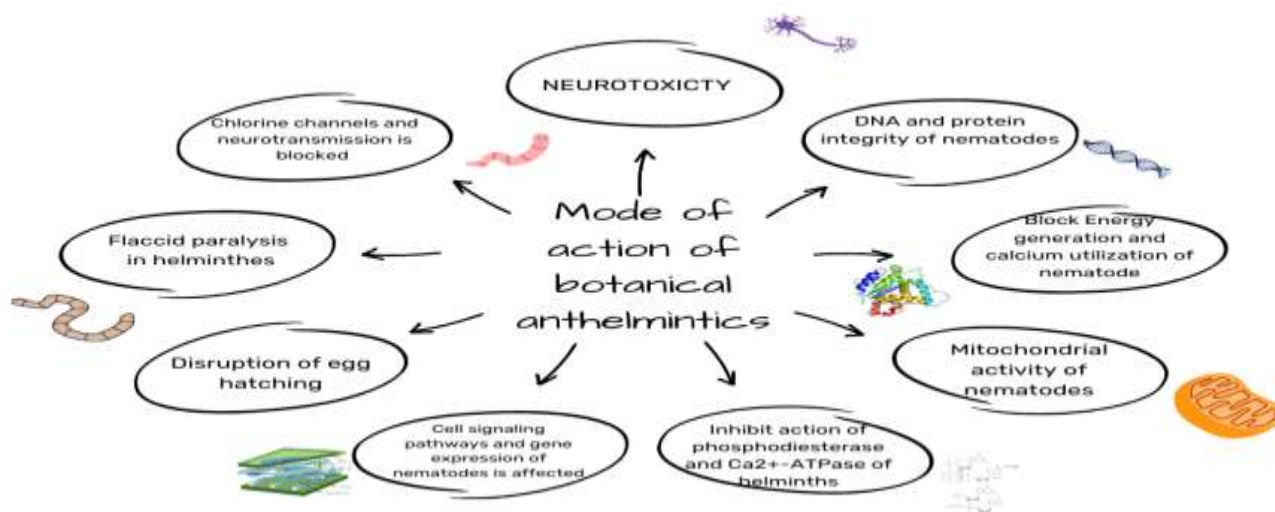 NEUROTOXICTY
Chlorine channels and
neurotransmission is
blocked
DNA and protein
integrity of nematodes
Mode of
action of
botanical
anthelmintics
Flaccid paralysis
in helminthes
Block Energy
generation and
calcium utilization of
nematode
Disruption of egg
hatching
Mitochondrial
activity of
nematodes
Cell signaling
pathways and gene
expression of
nematodes is affected
Inhibit action of
phosphodiesterase
and Ca2+-ATPase of
helminths